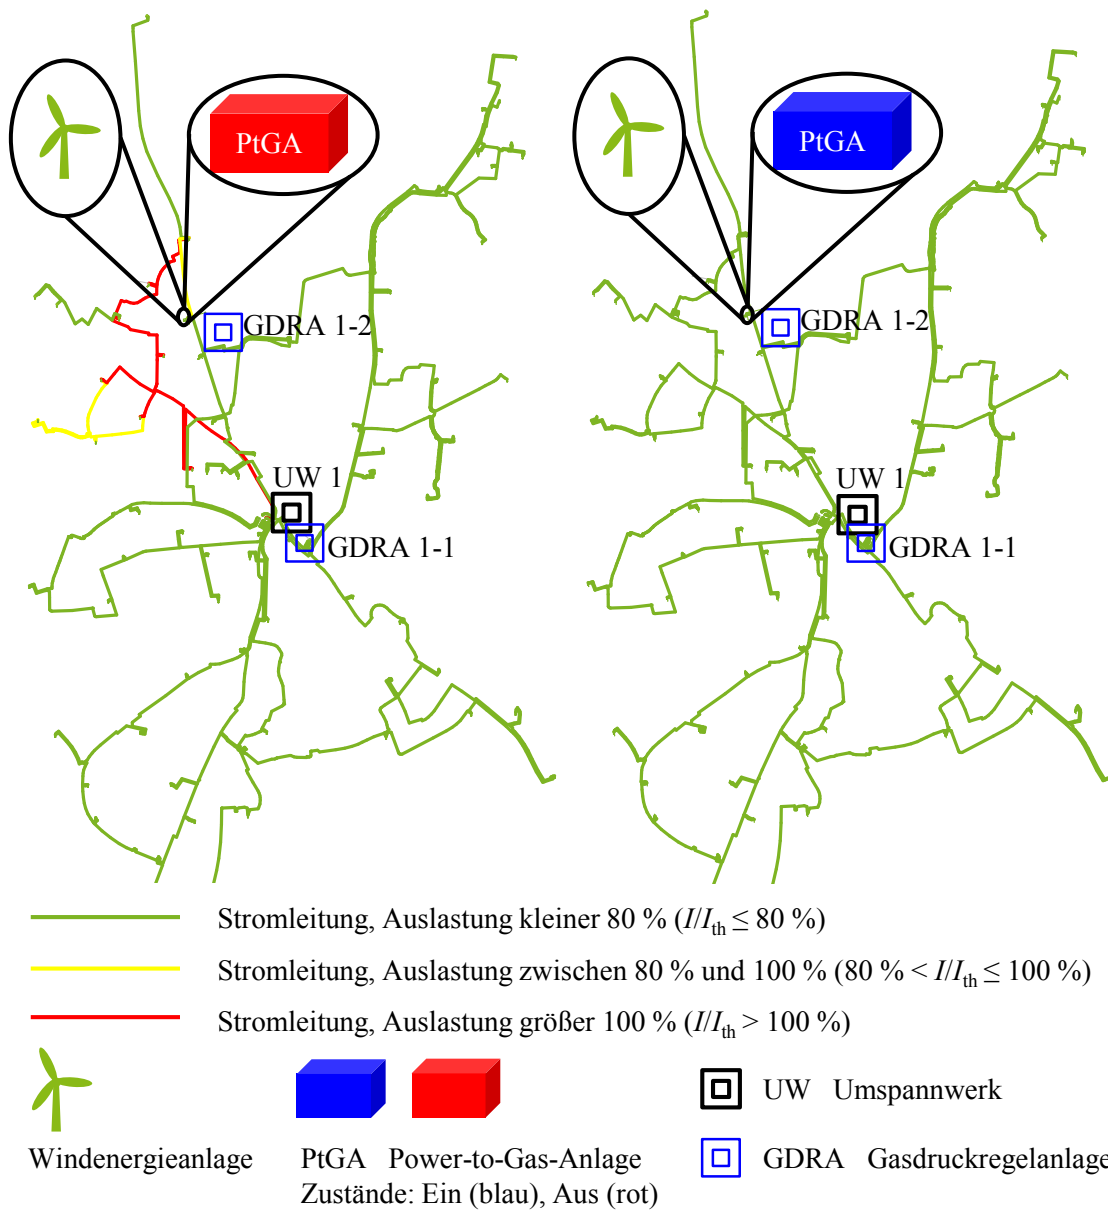 PtGA
PtGA
GDRA 1-2
GDRA 1-2
UW 1
UW 1
GDRA 1-1
GDRA 1-1
Stromleitung, Auslastung kleiner 80 % (I/Ith ≤ 80 %)
Stromleitung, Auslastung zwischen 80 % und 100 % (80 % < I/Ith ≤ 100 %)
Stromleitung, Auslastung größer 100 % (I/Ith > 100 %)
UW Umspannwerk
Windenergieanlage
PtGA Power-to-Gas-Anlage
GDRA Gasdruckregelanlage
Zustände: Ein (blau), Aus (rot)